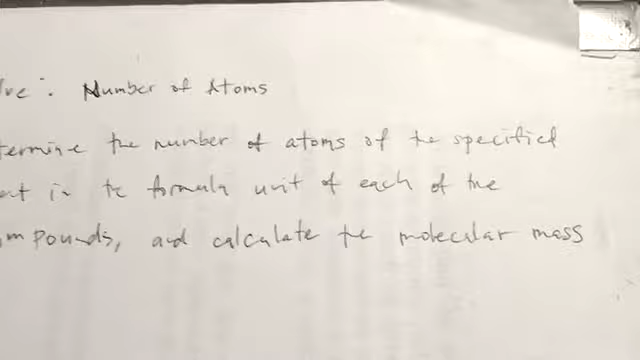 lve: Number of Atoms
termine the number of atoms of the specified
nt in the formula unit of each of the
mpounds, and calculate the molecular mass